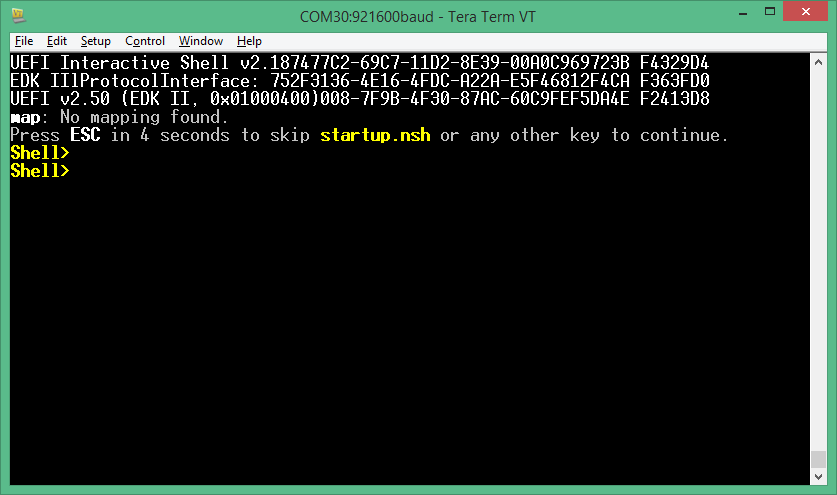 COM30:921600baud - Tera Term VT
File Edit Setup Control Window Help
UEFI Interactive Shell v2.187477C2-69C7-11D2-8E39-00A0C969723B F4329D4
EDK IIlProtocolInterface: 752F3136-4E16-4FDC-A22A-E5F46812F4CA F363FD0
UEFI v2.50 (EDK II, 0x01000400)008-7F9B-4F30-87AC-60C9FEF5DA4E F2413D8
map: No mapping found.
Press ESC in 4 seconds to skip startup.nsh or any other key to continue.
Shell>
Shell>